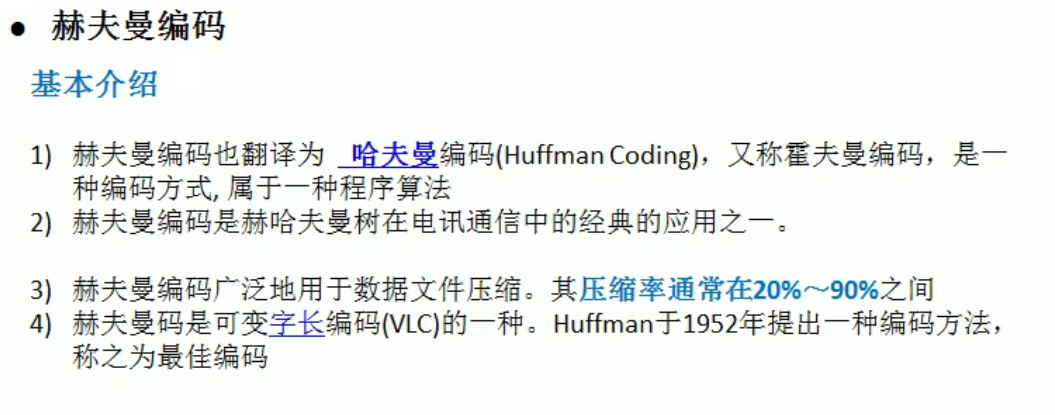 ● 赫夫曼编码
基本介绍
1) 赫夫曼编码也翻译为 哈夫曼编码(Huffman Coding)，又称霍夫曼编码，是一
种编码方式, 属于一种程序算法
2) 赫夫曼编码是赫哈夫曼树在电讯通信中的经典的应用之一。
3) 赫夫曼编码广泛地用于数据文件压缩。其压缩率通常在20%～90%之间
4) 赫夫曼码是可变字长编码(VLC)的一种。Huffman于1952年提出一种编码方法，
称之为最佳编码